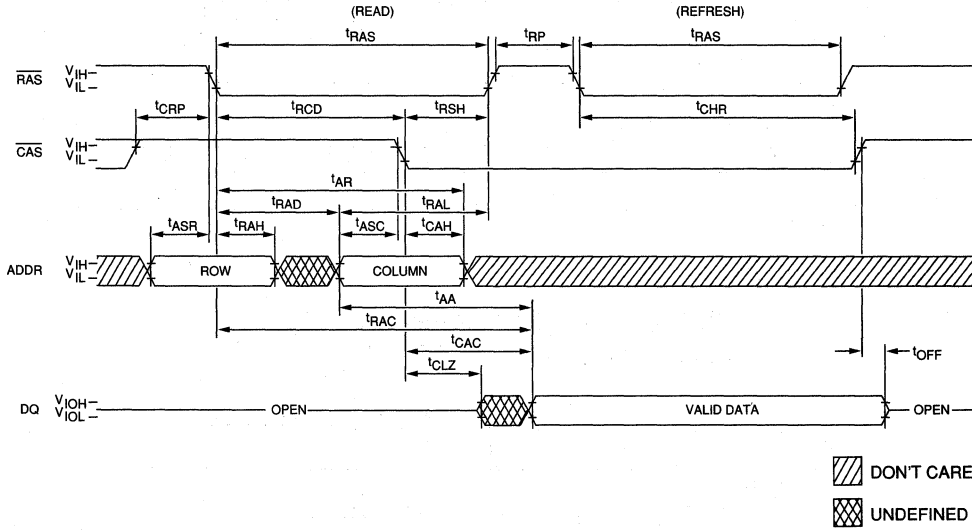 (READ) (REFRESH)
tRAS tRP tRAS
RAS VIH VIL
tCRP tRCD tRSH tCHR
CAS VIH VIL
tAR
tRAD tRAL
tASR tRAH tASC tCAH
ADDR VIH VIL ROW COLUMN
tAA
tRAC
tCAC
tCLZ tOFF
DQ VIOH VIOL OPEN VALID DATA OPEN
DON'T CARE
UNDEFINED